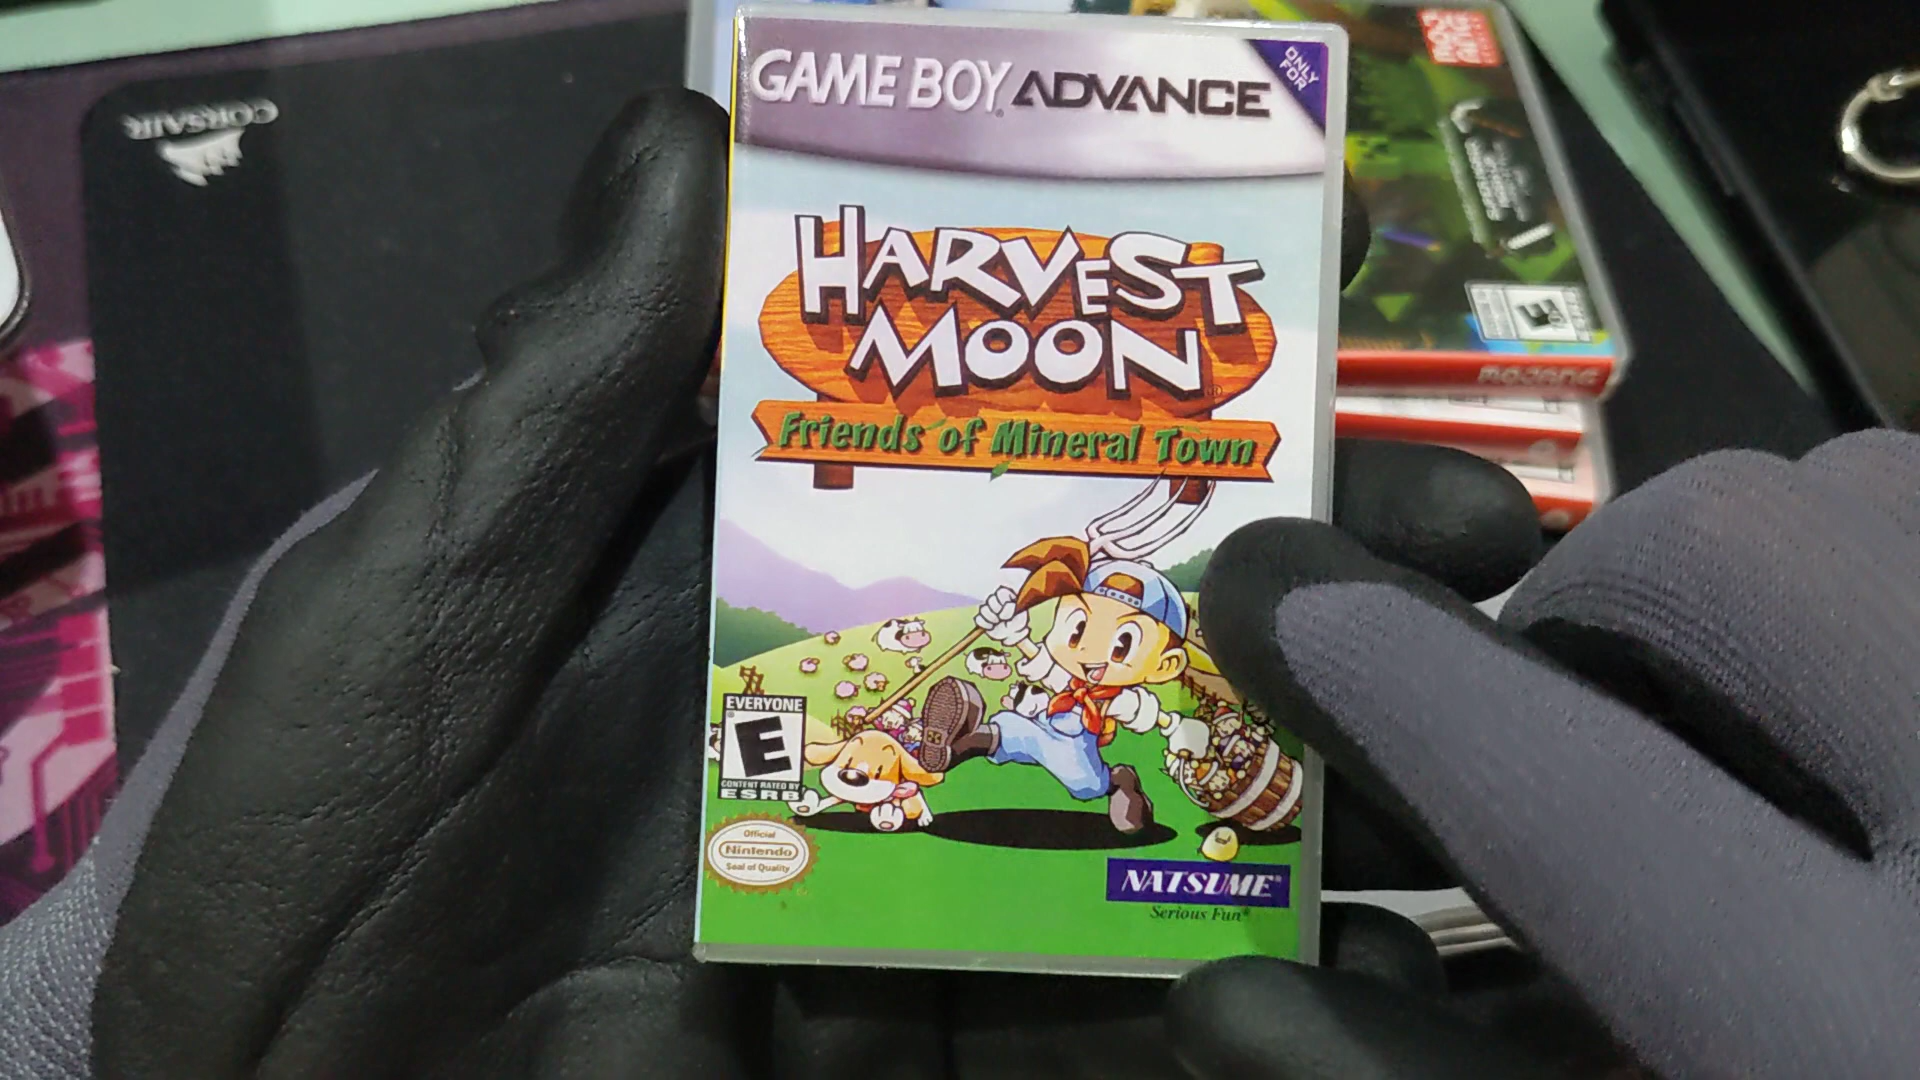 GAME BOY ADVANCE
ONLY
FOR
HARVEST
MOON®
Friends of Mineral Town
EVERYONE
E
CONTENT RATED BY
ESRB
Official
Nintendo
Seal of Quality
NATSUME®
Serious Fun®
CORSAIR
E
MOJANG